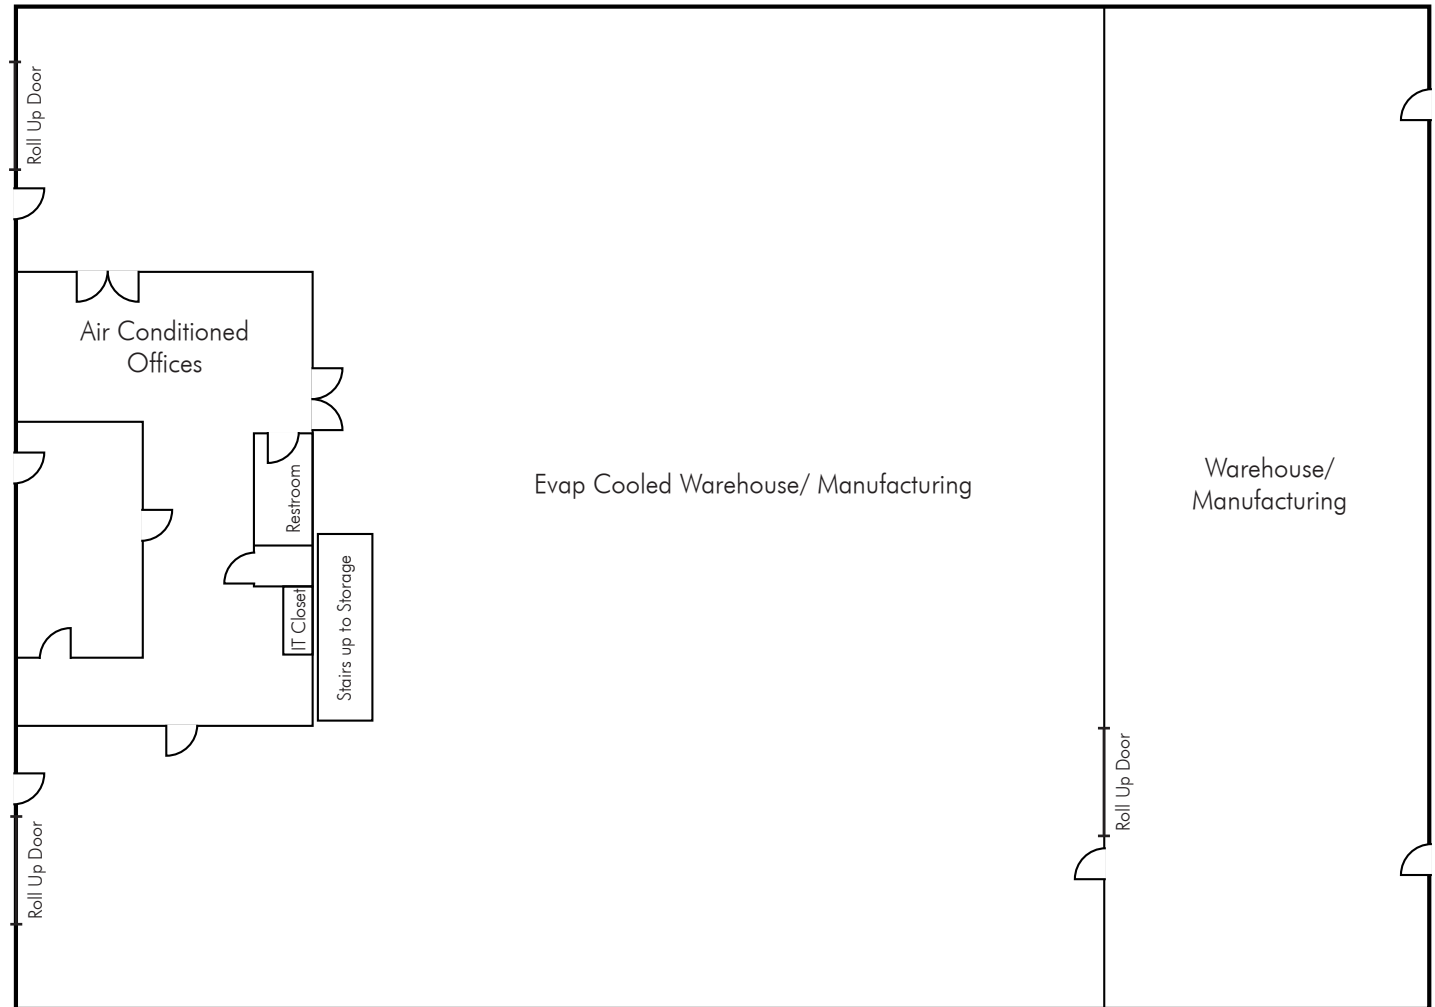 Roll Up Door
Air Conditioned
Offices
Restroom
IT Closet
Stairs up to Storage
Evap Cooled Warehouse/ Manufacturing
Warehouse/
Manufacturing
Roll Up Door
Roll Up Door